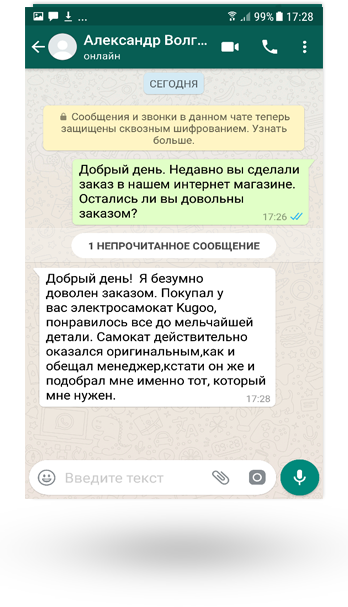 99% 17:28
Александр Волг...
онлайн
СЕГОДНЯ
Сообщения и звонки в данном чате теперь
защищены сквозным шифрованием. Узнать
больше.
Добрый день. Недавно вы сделали
заказ в нашем интернет магазине.
Остались ли вы довольны
заказом?
17:26
1 НЕПРОЧИТАННОЕ СООБЩЕНИЕ
Добрый день! Я безумно
доволен заказом. Покупал у
вас электросамокат Kugoo,
понравилось все до мельчайшей
детали. Самокат действительно
оказался оригинальным,как и
обещал менеджер,кстати он же и
подобрал мне именно тот, который
мне нужен.
17:28
Введите текст